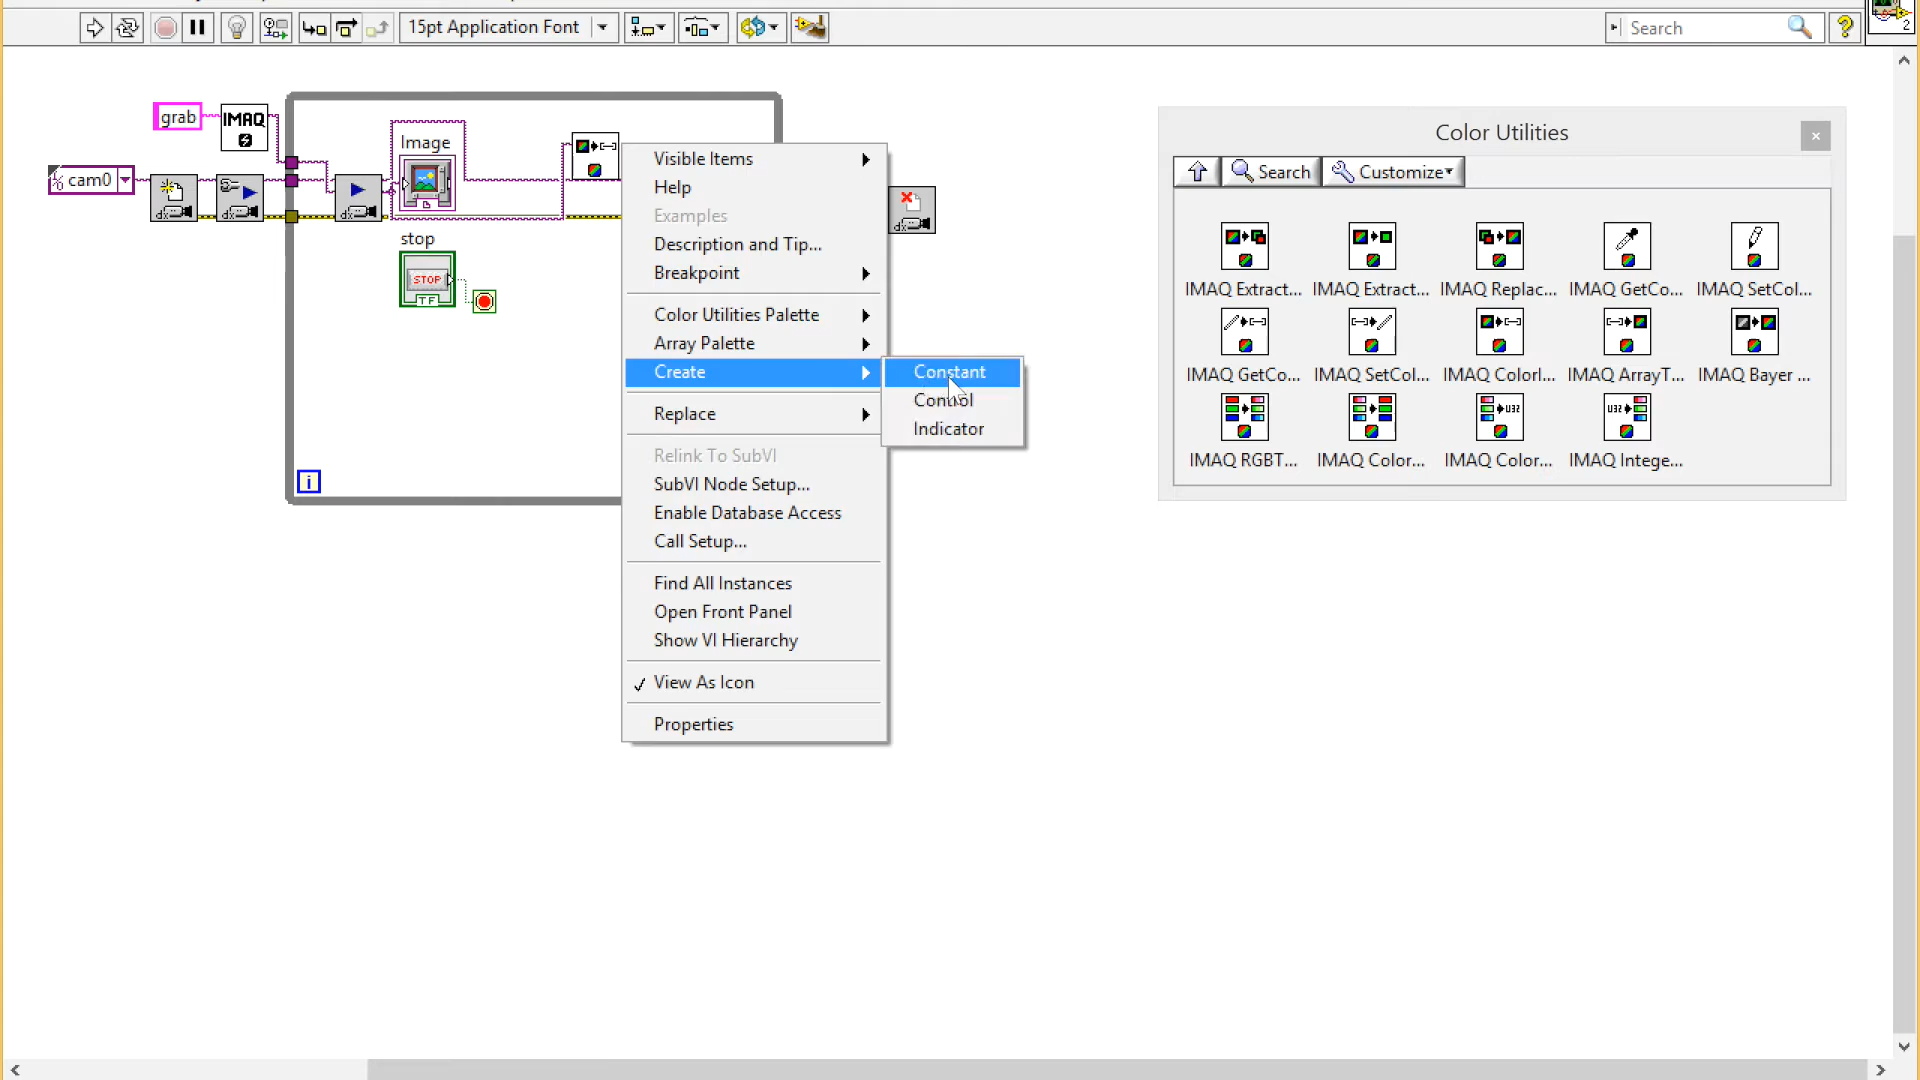 15pt Application Font
Search
2
grab
IMAQ
cam0
Image
stop
STOP
TF
i
Visible Items
Help
Examples
Description and Tip...
Breakpoint
Color Utilities Palette
Array Palette
Create
Replace
Relink To SubVI
SubVI Node Setup...
Enable Database Access
Call Setup...
Find All Instances
Open Front Panel
Show VI Hierarchy
View As Icon
Properties
Constant
Control
Indicator
Color Utilities
Search
Customize
IMAQ Extract... IMAQ Extract... IMAQ Replac... IMAQ GetCo... IMAQ SetCol...
IMAQ GetCo... IMAQ SetCol... IMAQ ColorI... IMAQ ArrayT... IMAQ Bayer ...
U32 U32
IMAQ RGBT... IMAQ Color... IMAQ Color... IMAQ Intege...